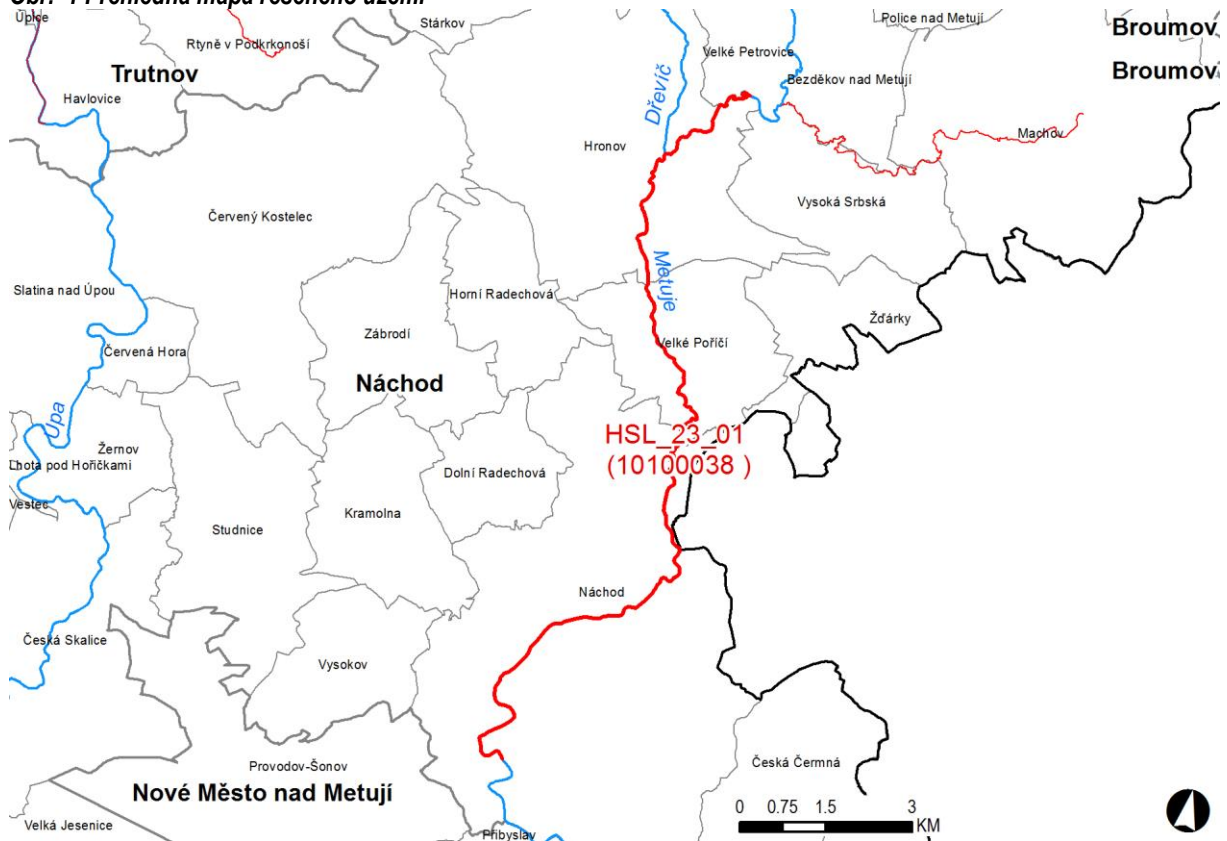 Úpice
Stárkov
Police nad Metují
Broumov
Rtyně v Podkrkonoší
Velké Petrovice
Trutnov
Broumov
Bezděkov nad Metují
Havlovice
Dřevíč
Machov
Hronov
Vysoká Srbská
Červený Kostelec
Metuje
Slatina nad Úpou
Horní Radechová
Žďárky
Zábrodí
Velké Poříčí
Červená Hora
Náchod
Úpa
HSL_23_01
(10100038 )
Žernov
Lhota pod Hořičkami
Dolní Radechová
Vestec
Studnice
Kramolna
Náchod
Česká Skalice
Vysokov
Provodov-Šonov
Česká Čermná
Nové Město nad Metují
0 0.75 1.5 3
KM
Velká Jesenice
Přibyslav